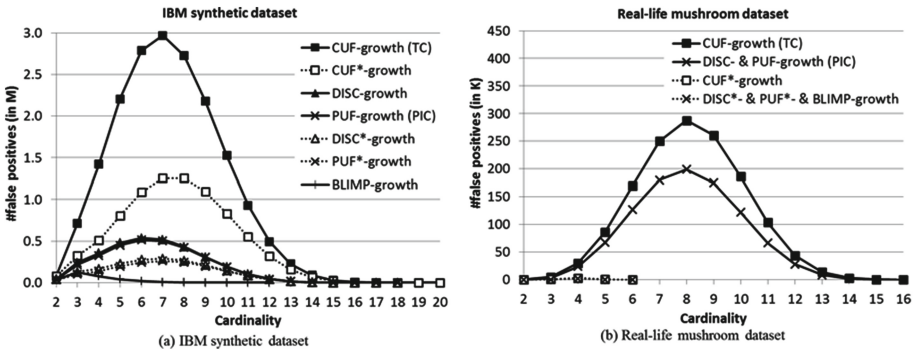 IBM synthetic dataset
#false positives (in M)
3.0
2.5
2.0
1.5
1.0
0.5
0.0
CUF-growth (TC)
CUF*-growth
DISC-growth
PUF-growth (PIC)
DISC*-growth
PUF*-growth
BLIMP-growth
2 3 4 5 6 7 8 9 10 11 12 13 14 15 16 17 18 19 20
Cardinality
(a) IBM synthetic dataset
Real-life mushroom dataset
#false positives (in K)
450
400
350
300
250
200
150
100
50
0
CUF-growth (TC)
DISC- & PUF-growth (PIC)
CUF*-growth
DISC*- & PUF*- & BLIMP-growth
2 3 4 5 6 7 8 9 10 11 12 13 14 15 16
Cardinality
(b) Real-life mushroom dataset